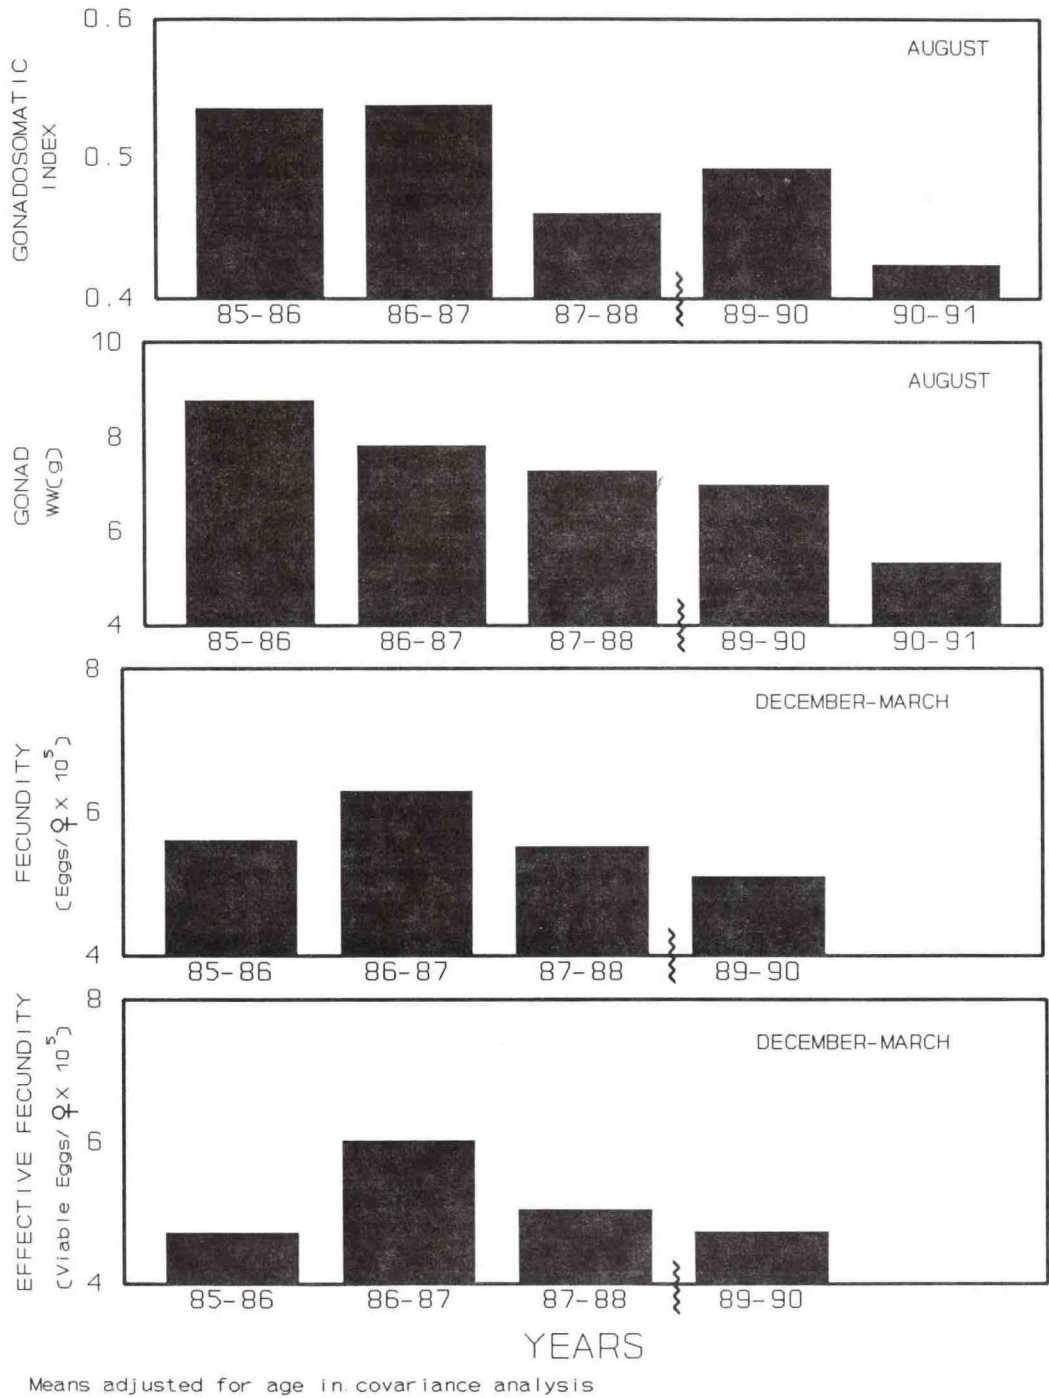 GONADOSOMATIC
INDEX
0.6
0.5
0.4
AUGUST
85-86 86-87 87-88 89-90 90-91
GONAD
WW(g)
10
8
6
4
AUGUST
85-86 86-87 87-88 89-90 90-91
FECUNDITY
(Eggs/♀ X 10⁵)
8
6
4
DECEMBER-MARCH
85-86 86-87 87-88 89-90
EFFECTIVE FECUNDITY
(Viable Eggs/♀ X 10⁵)
8
6
4
DECEMBER-MARCH
85-86 86-87 87-88 89-90
YEARS
Means adjusted for age in covariance analysis